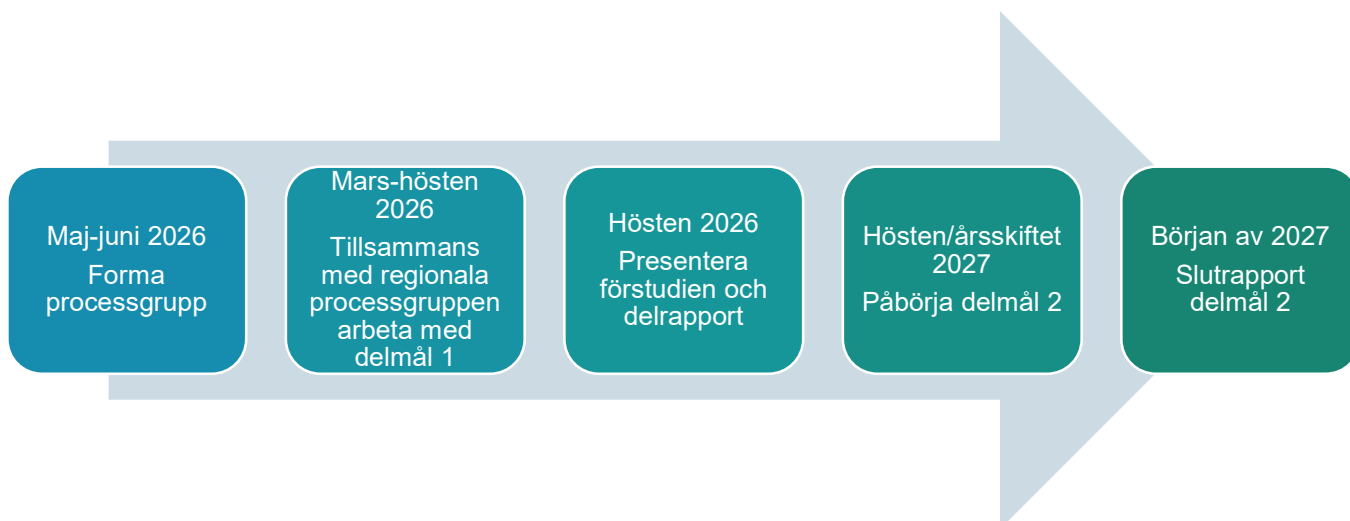 Maj-juni 2026
Forma
processgrupp
Mars-hösten
2026
Tillsammans
med regionala
processgruppen
arbeta med
delmål 1
Hösten 2026
Presentera
förstudien och
delrapport
Hösten/årsskiftet
2027
Påbörja delmål 2
Början av 2027
Slutrapport
delmål 2